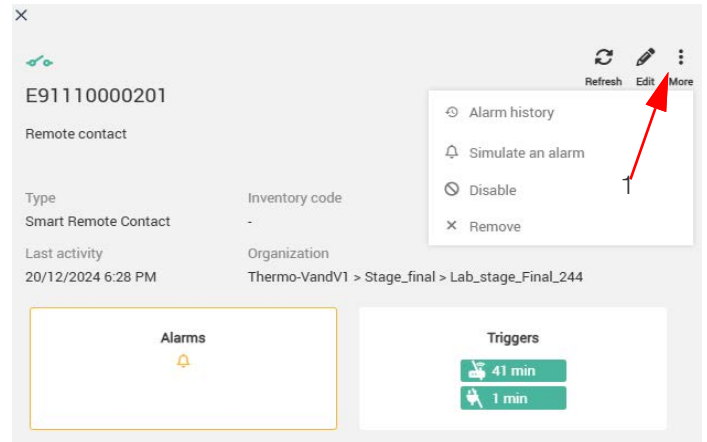 Refresh Edit More
E91110000201
Alarm history
Remote contact
Simulate an alarm
1
Disable
Type Inventory code
Smart Remote Contact -
Remove
Last activity Organization
20/12/2024 6:28 PM Thermo-VandV1 > Stage_final > Lab_stage_Final_244
Alarms Triggers
41 min
1 min